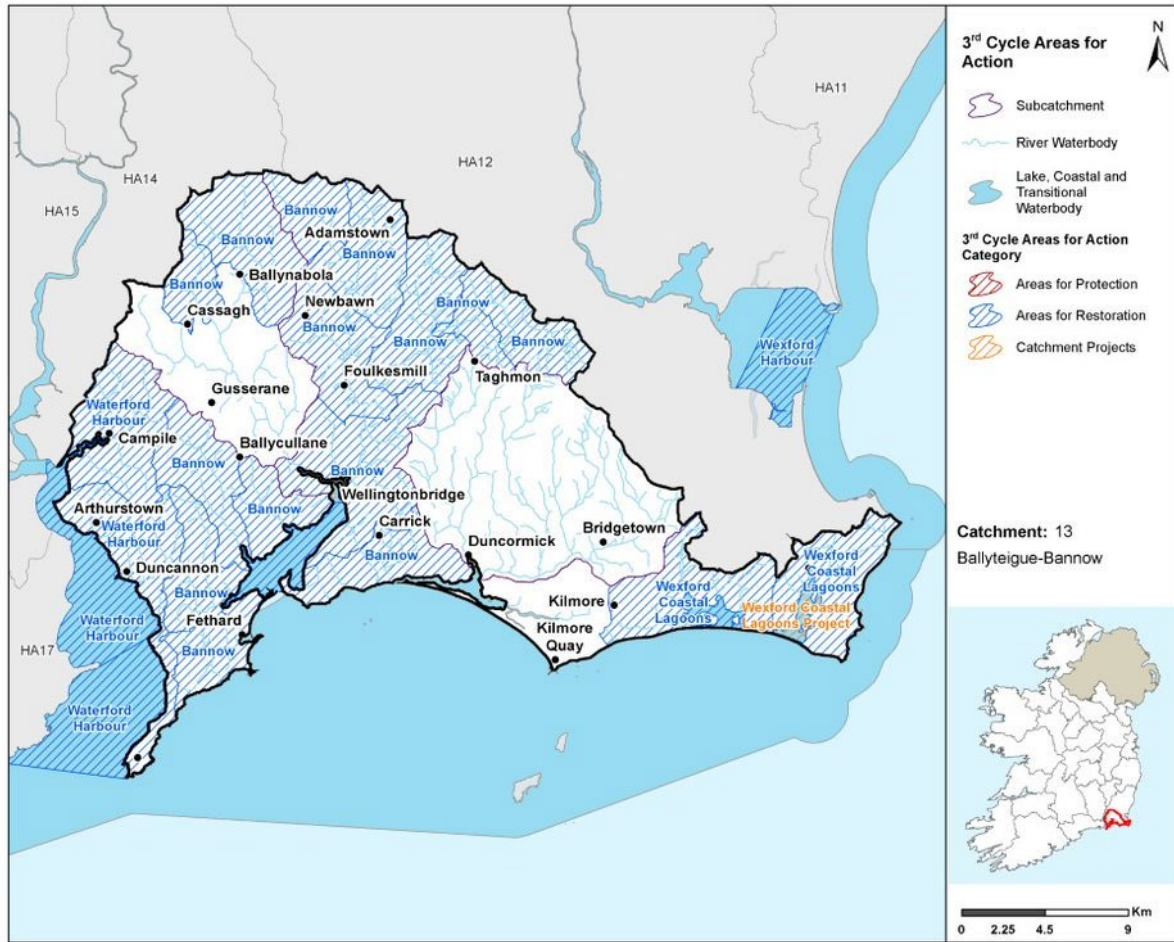 HA11
HA12
HA14
HA15
Bannow
Bannow
Adamstown
Bannow
Bannow
Ballynabola
Bannow
Bannow
Newbawn
Cassagh
Bannow
Bannow
Bannow
Taghmon
Wexford
Harbour
Foulkesmill
Gusserane
Waterford
Harbour
Campile
Ballycullane
Bannow
Bannow
Wellingtonbridge
Arthurstown
Waterford
Harbour
Bannow
Carrick
Bannow
Bridgetown
Duncormick
Duncannon
Wexford
Coastal
Lagoons
Bannow
Fethard
Kilmore
Wexford
Coastal
Lagoons
Wexford Coastal
Lagoons Project
Waterford
Harbour
HA17
Bannow
Kilmore
Quay
Waterford
Harbour
3rd Cycle Areas for
Action
N
Subcatchment
River Waterbody
Lake, Coastal and
Transitional
Waterbody
3rd Cycle Areas for Action
Category
Areas for Protection
Areas for Restoration
Catchment Projects
Catchment: 13
Ballyteigue-Bannow
Km
0 2.25 4.5 9